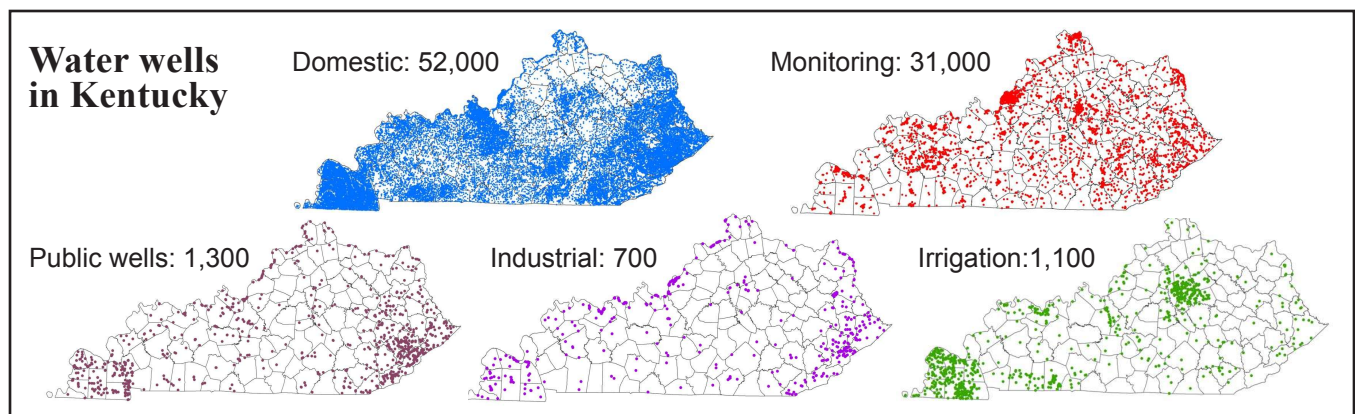 Water wells
in Kentucky
Domestic: 52,000
Monitoring: 31,000
Public wells: 1,300
Industrial: 700
Irrigation:1,100